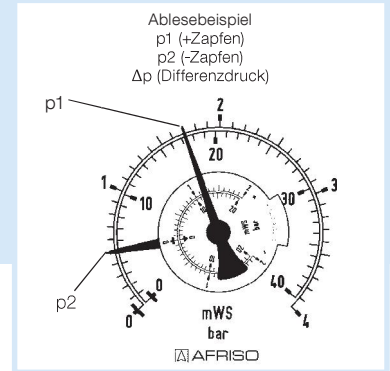 Ablesebeispiel
p1 (+Zapfen)
p2 (-Zapfen)
Δp (Differenzdruck)
p1
2
20
1
10
30
3
p2
0
0
40
4
mWS
bar
AFRISO